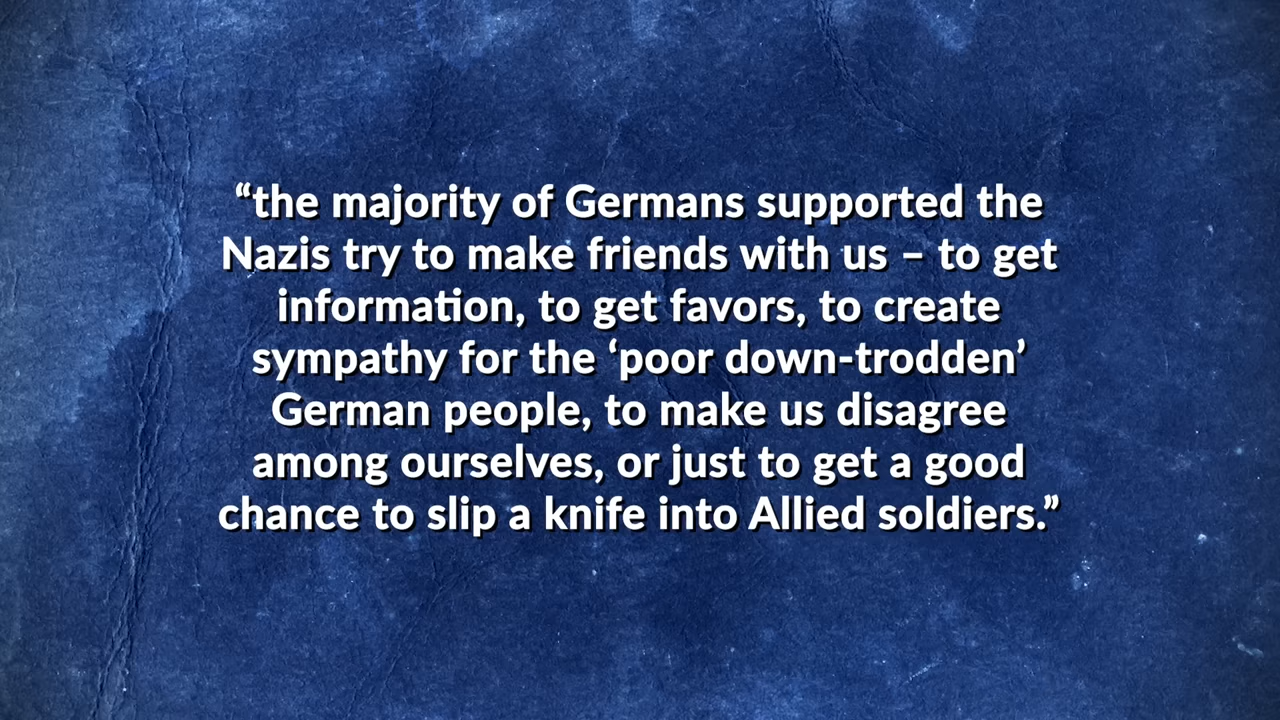 “the majority of Germans supported the
Nazis try to make friends with us – to get
information, to get favors, to create
sympathy for the ‘poor down-trodden’
German people, to make us disagree
among ourselves, or just to get a good
chance to slip a knife into Allied soldiers.”